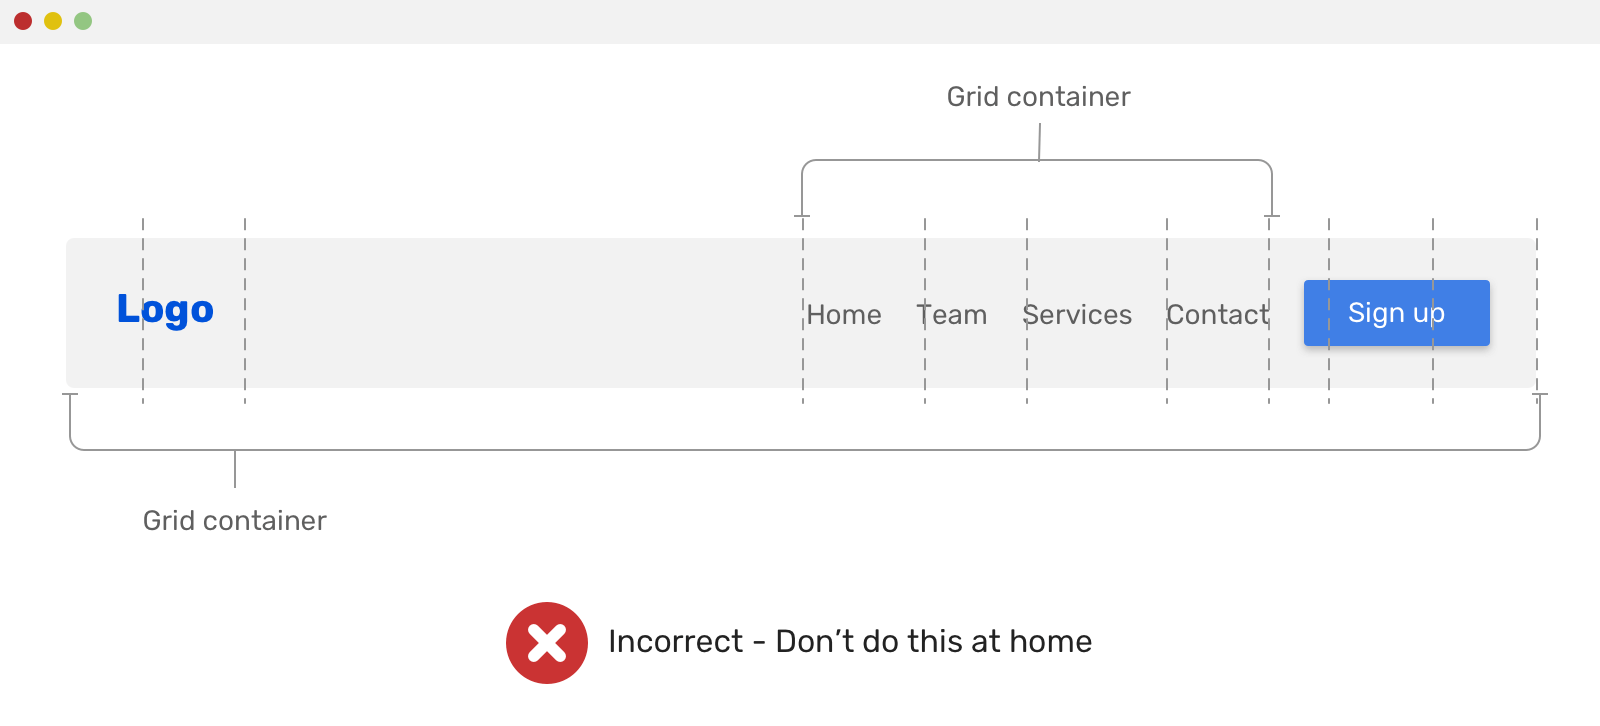 Grid container
Logo
Home Team Services Contact Sign up
Grid container
Incorrect - Don’t do this at home